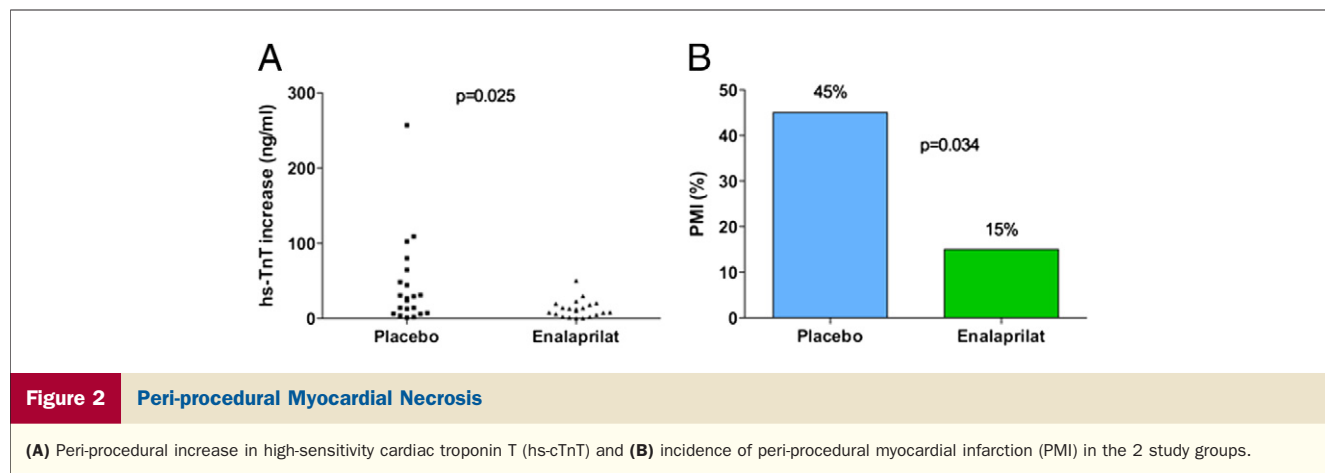 A
hs-TnT increase (ng/ml)
300
200
100
0
p=0.025
Placebo
Enalaprilat
B
PMI (%)
50
40
30
20
10
0
45%
p=0.034
15%
Placebo
Enalaprilat
Figure 2
Peri-procedural Myocardial Necrosis
(A) Peri-procedural increase in high-sensitivity cardiac troponin T (hs-cTnT) and (B) incidence of peri-procedural myocardial infarction (PMI) in the 2 study groups.